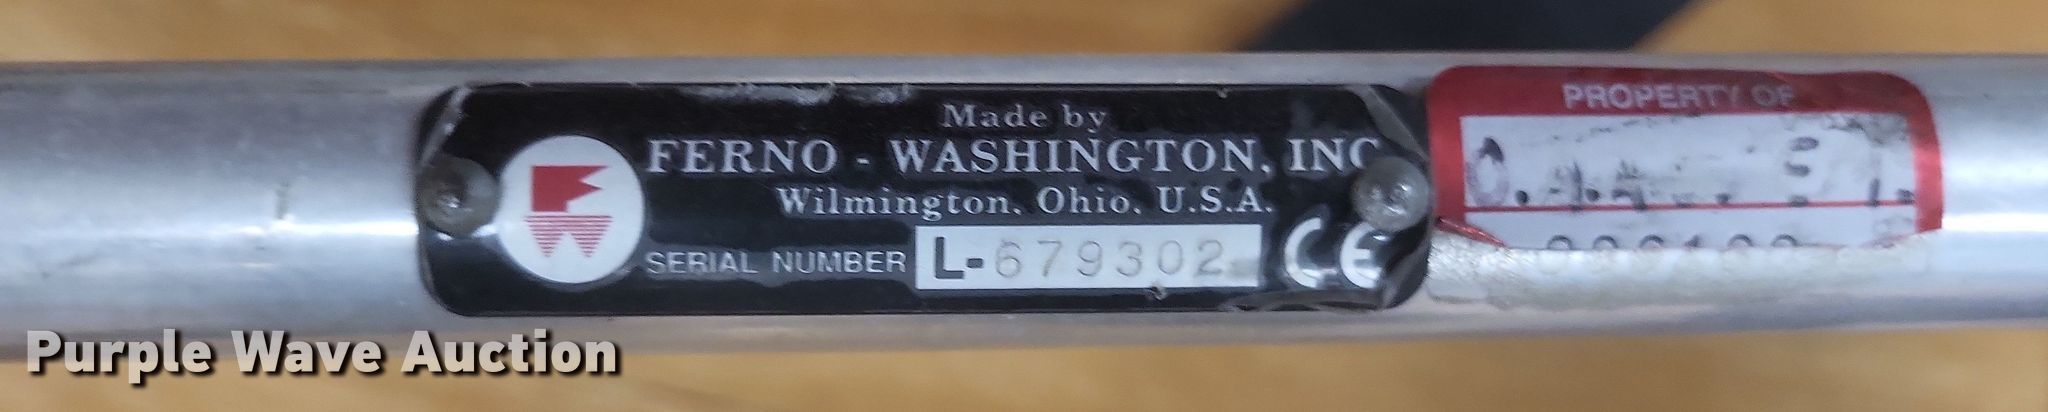 Made by
FERNO - WASHINGTON, INC
Wilmington, Ohio, U.S.A.
SERIAL NUMBER L-679302
CE
PROPERTY OF
Purple Wave Auction